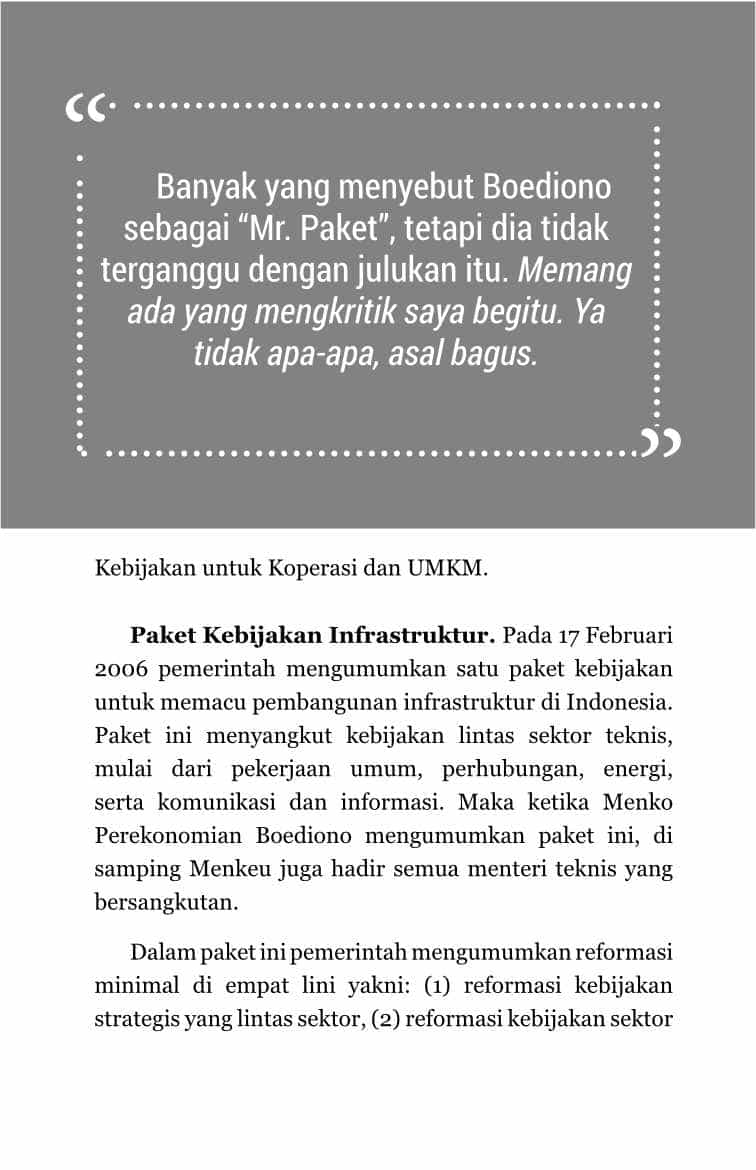 “
Banyak yang menyebut Boediono
sebagai “Mr. Paket”, tetapi dia tidak
terganggu dengan julukan itu. Memang
ada yang mengkritik saya begitu. Ya
tidak apa-apa, asal bagus.
”
Kebijakan untuk Koperasi dan UMKM.
Paket Kebijakan Infrastruktur. Pada 17 Februari
2006 pemerintah mengumumkan satu paket kebijakan
untuk memacu pembangunan infrastruktur di Indonesia.
Paket ini menyangkut kebijakan lintas sektor teknis,
mulai dari pekerjaan umum, perhubungan, energi,
serta komunikasi dan informasi. Maka ketika Menko
Perekonomian Boediono mengumumkan paket ini, di
samping Menkeu juga hadir semua menteri teknis yang
bersangkutan.
Dalam paket ini pemerintah mengumumkan reformasi
minimal di empat lini yakni: (1) reformasi kebijakan
strategis yang lintas sektor, (2) reformasi kebijakan sektor